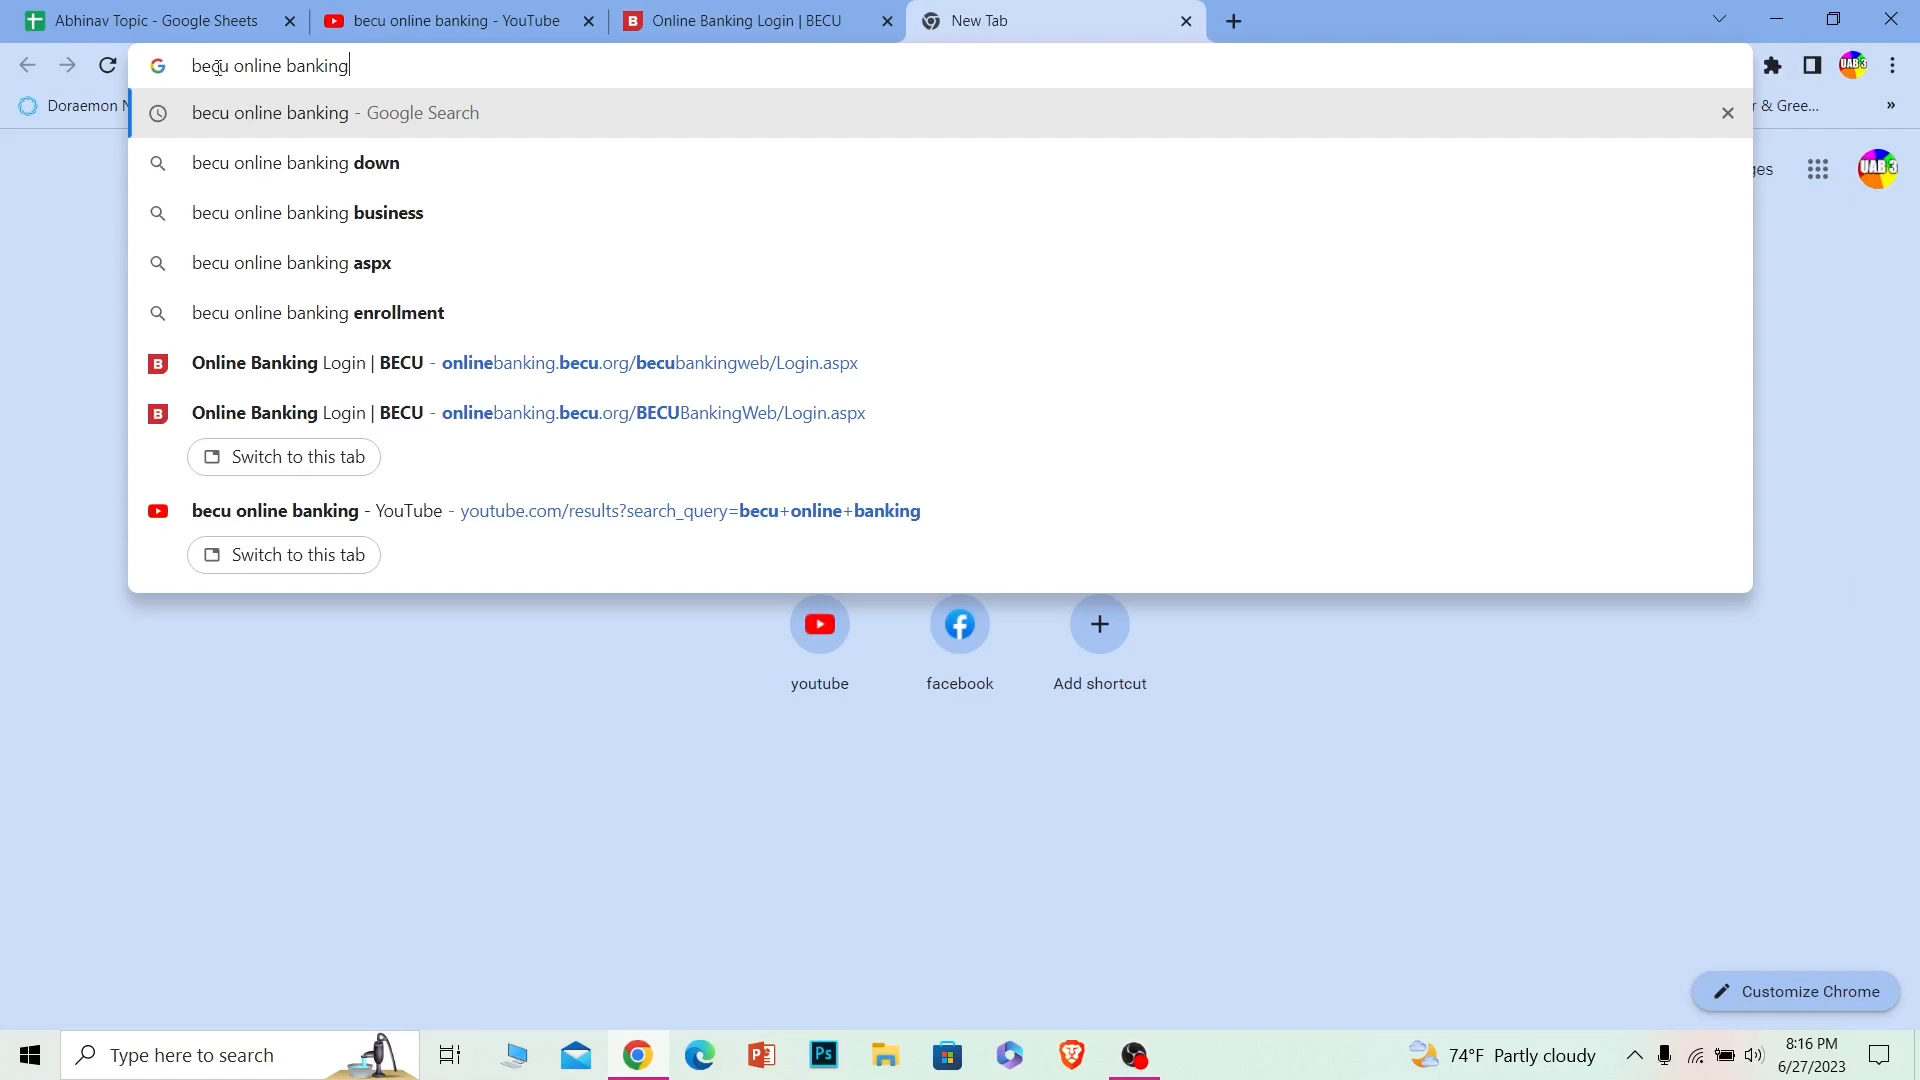 Abhinav Topic - Google Sheets
becu online banking - YouTube
Online Banking Login | BECU
New Tab
becu online banking
UAB 3
Doraemon
r & Gree...
»
becu online banking - Google Search
becu online banking down
UAB 3
becu online banking business
becu online banking aspx
becu online banking enrollment
Online Banking Login | BECU - onlinebanking.becu.org/becubankingweb/Login.aspx
Online Banking Login | BECU - onlinebanking.becu.org/BECUBankingWeb/Login.aspx
Switch to this tab
becu online banking - YouTube - youtube.com/results?search_query=becu+online+banking
Switch to this tab
youtube
facebook
Add shortcut
Customize Chrome
Type here to search
74°F Partly cloudy
8:16 PM
6/27/2023